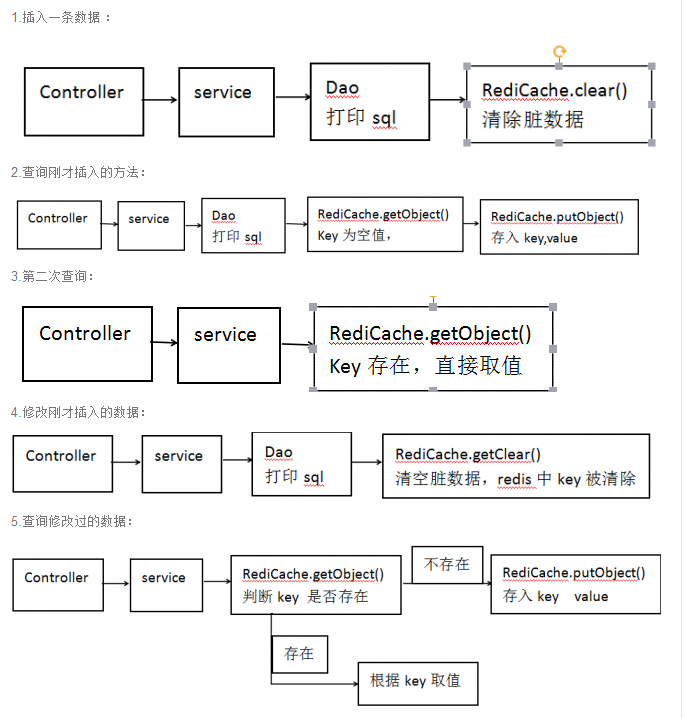 1.插入一条数据 :
Controller
service
Dao
打印 sql
RediCache.clear()
清除脏数据
2.查询刚才插入的方法:
Controller
service
Dao
打印 sql
RediCache.getObject()
Key 为空值，
RediCache.putObject()
存入 key,value
3.第二次查询:
Controller
service
RediCache.getObject()
Key 存在，直接取值
4.修改刚才插入的数据:
Controller
service
Dao
打印 sql
RediCache.getClear()
清空脏数据，redis 中 key 被清除
5.查询修改过的数据:
Controller
service
RediCache.getObject()
判断 key 是否存在
不存在
RediCache.putObject()
存入 key value
存在
根据 key 取值